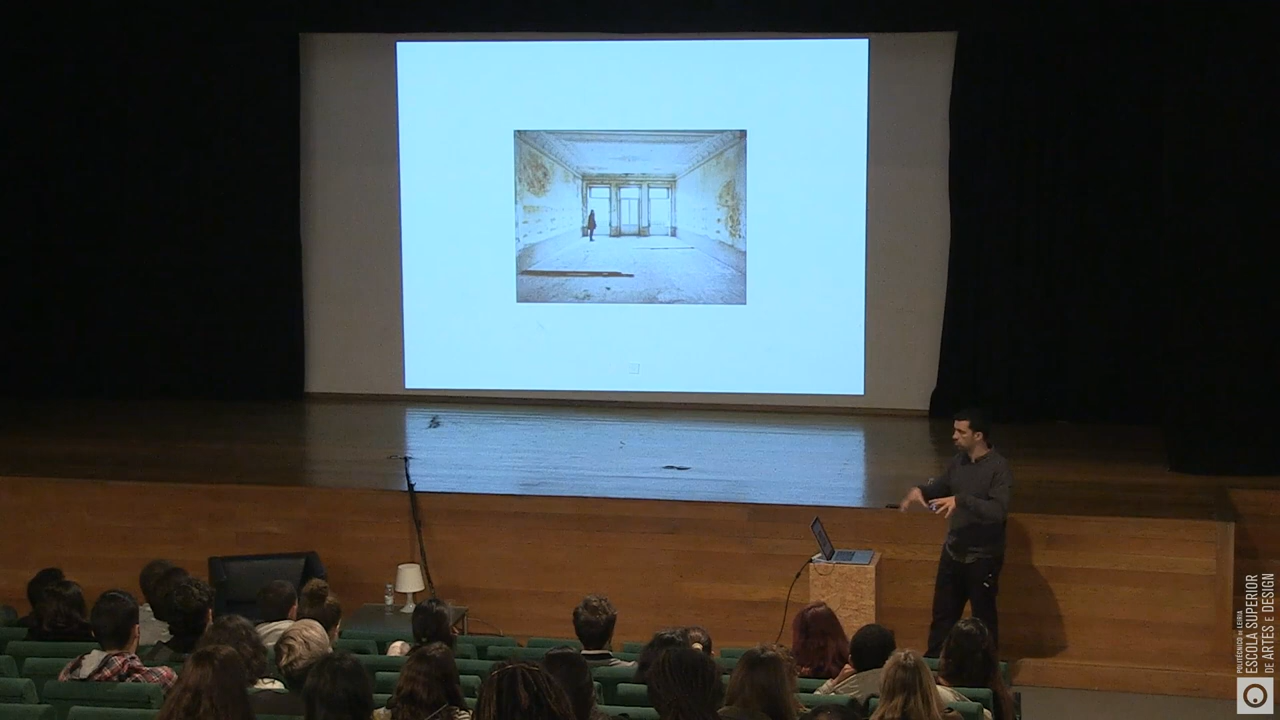 POLITÉCNICO DE LEIRIA
ESCOLA SUPERIOR
DE ARTES E DESIGN